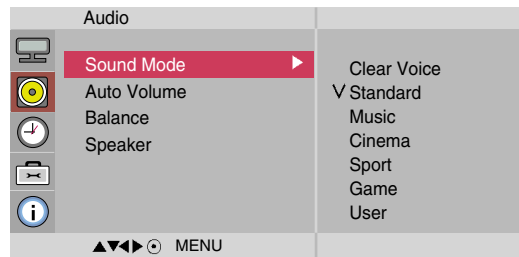 Audio
Sound Mode
Auto Volume
Balance
Speaker
Clear Voice
Standard
Music
Cinema
Sport
Game
User
MENU